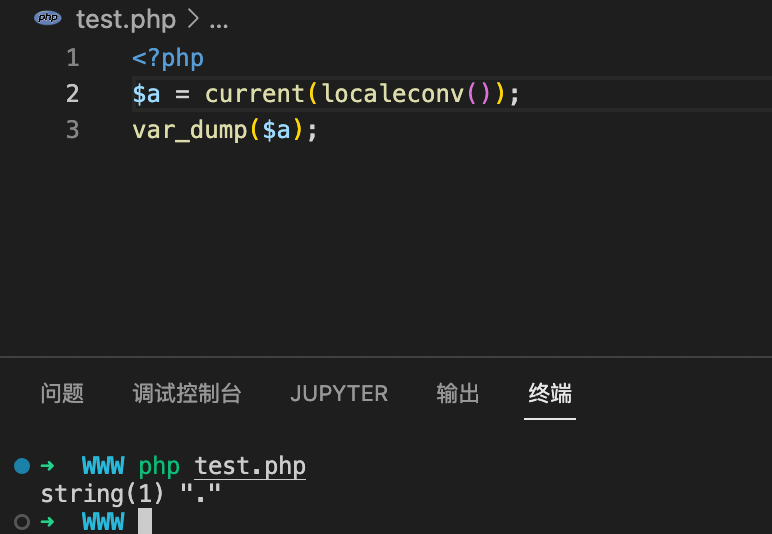 php test.php > ...
1 <?php
2 $a = current(localeconv());
3 var_dump($a);
问题 调试控制台 JUPYTER 输出 终端
➜ WWW php test.php
string(1) "."
➜ WWW